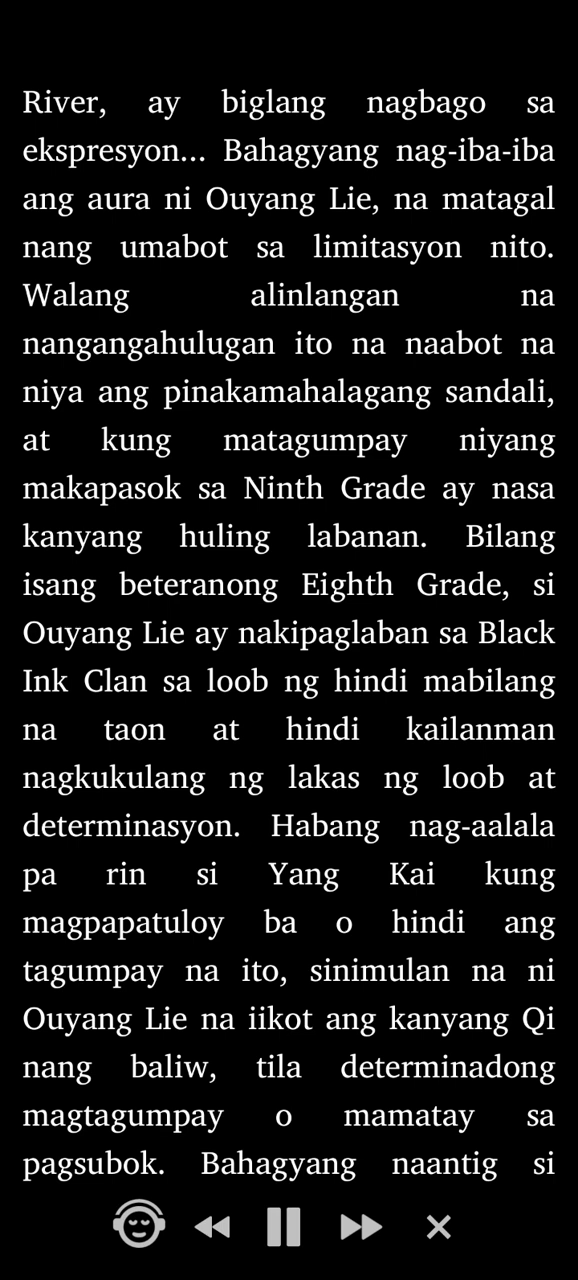 River, ay biglang nagbago sa
ekspresyon... Bahagyang nag-iba-iba
ang aura ni Ouyang Lie, na matagal
nang umabot sa limitasyon nito.
Walang alinlangan na
nangangahulugan ito na naabot na
niya ang pinakamahalagang sandali,
at kung matagumpay niyang
makapasok sa Ninth Grade ay nasa
kanyang huling labanan. Bilang
isang beteranong Eighth Grade, si
Ouyang Lie ay nakipaglaban sa Black
Ink Clan sa loob ng hindi mabilang
na taon at hindi kailanman
nagkukulang ng lakas ng loob at
determinasyon. Habang nag-aalala
pa rin si Yang Kai kung
magpapatuloy ba o hindi ang
tagumpay na ito, sinimulan na ni
Ouyang Lie na iikot ang kanyang Qi
nang baliw, tila determinadong
magtagumpay o mamatay sa
pagsubok. Bahagyang naantig si